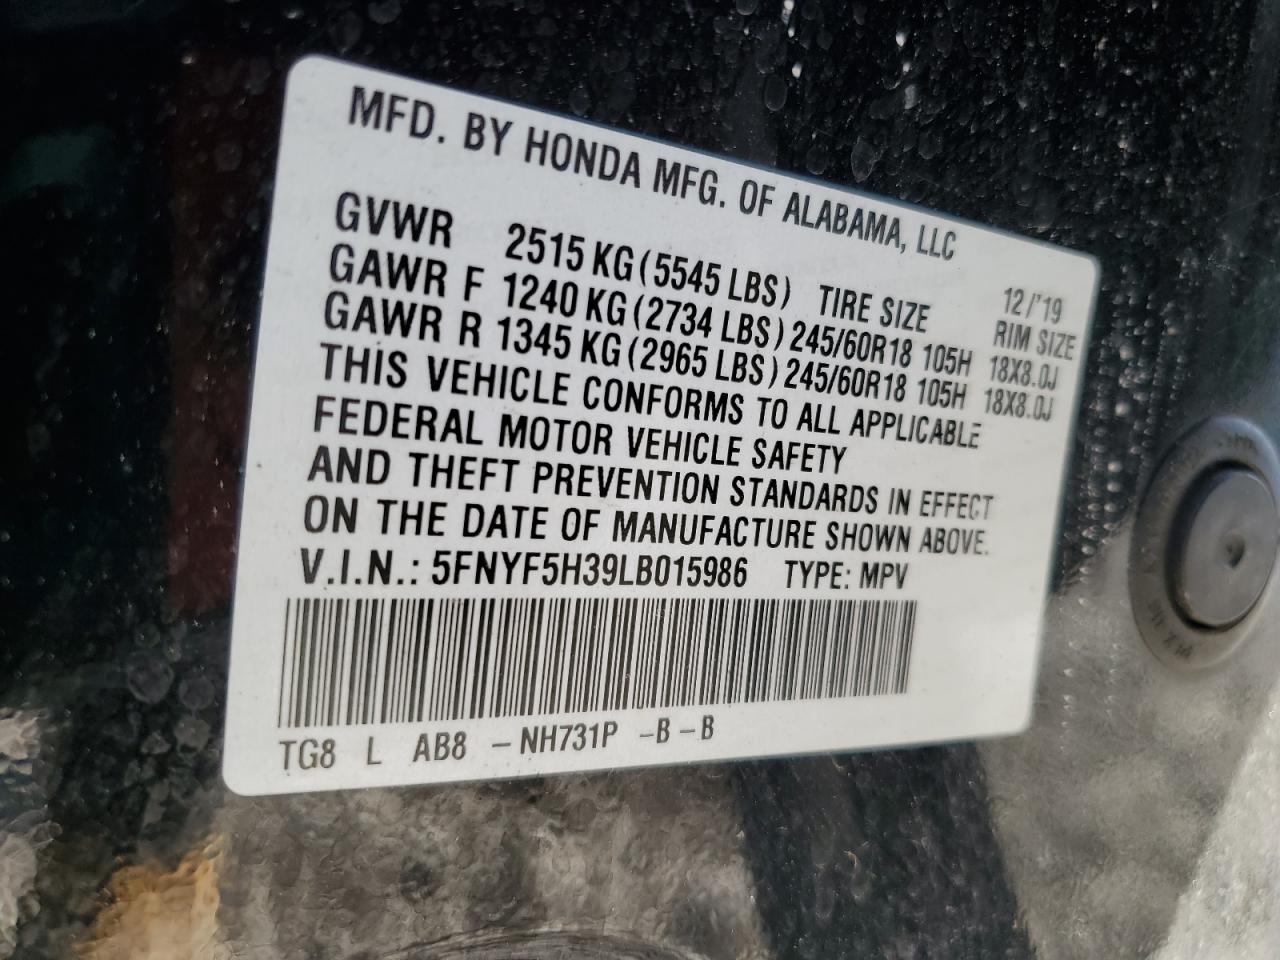 MFD. BY HONDA MFG. OF ALABAMA, LLC
12/'19
GVWR 2515 KG (5545 LBS) TIRE SIZE RIM SIZE
GAWR F 1240 KG (2734 LBS) 245/60R18 105H 18X8.0J
GAWR R 1345 KG (2965 LBS) 245/60R18 105H 18X8.0J
THIS VEHICLE CONFORMS TO ALL APPLICABLE
FEDERAL MOTOR VEHICLE SAFETY
AND THEFT PREVENTION STANDARDS IN EFFECT
ON THE DATE OF MANUFACTURE SHOWN ABOVE.
V.I.N.: 5FNYF5H39LB015986 TYPE: MPV
TG8 L AB8 – NH731P –B – B